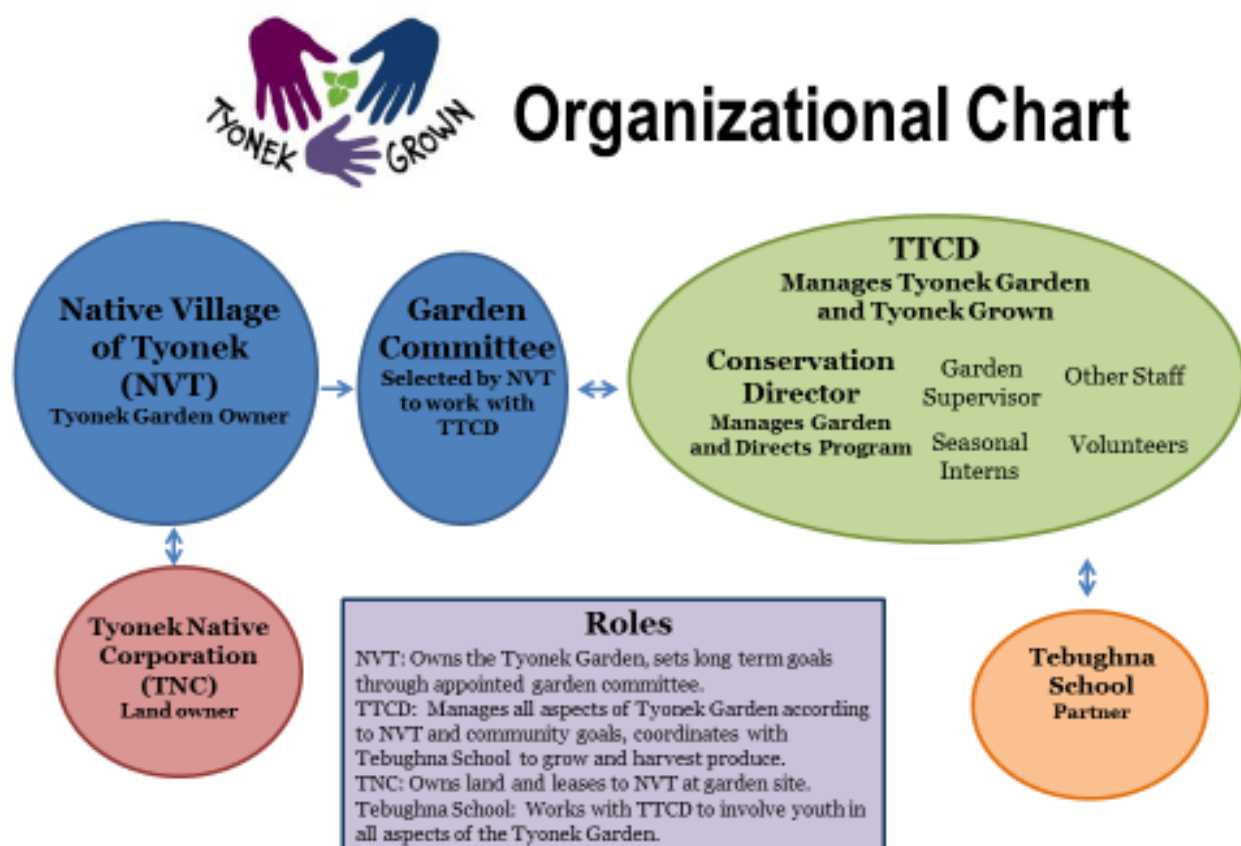 TYONEK GROWN
Organizational Chart
Native Village
of Tyonek
(NVT)
Tyonek Garden Owner
Garden
Committee
Selected by NVT
to work with
TTCD
TTCD
Manages Tyonek Garden
and Tyonek Grown
Conservation
Director
Manages Garden
and Directs Program
Garden
Supervisor
Other Staff
Seasonal
Interns
Volunteers
Tyonek Native
Corporation
(TNC)
Land owner
Roles
NVT: Owns the Tyonek Garden, sets long term goals
through appointed garden committee.
TTCD:  Manages all aspects of Tyonek Garden according
to NVT and community goals, coordinates with
Tebughna School to grow and harvest produce.
TNC: Owns land and leases to NVT at garden site.
Tebughna School:  Works with TTCD to involve youth in
all aspects of the Tyonek Garden.
Tebughna
School
Partner